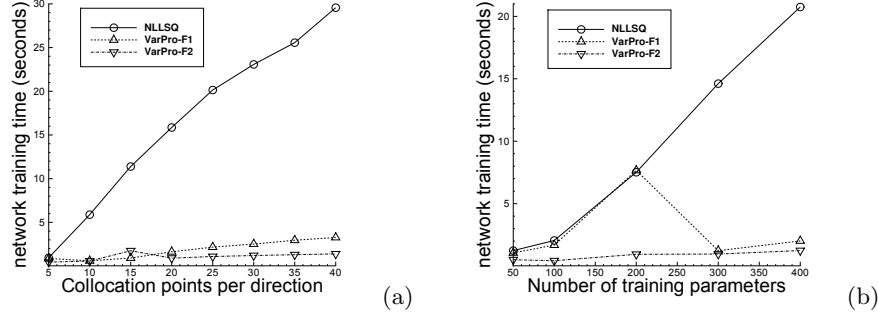 30
25
20
15
10
5
network training time (seconds)
NLLSQ
VarPro-F1
VarPro-F2
5 10 15 20 25 30 35 40
Collocation points per direction
(a)
20
15
10
5
network training time (seconds)
NLLSQ
VarPro-F1
VarPro-F2
50 100 150 200 250 300 350 400
Number of training parameters
(b)